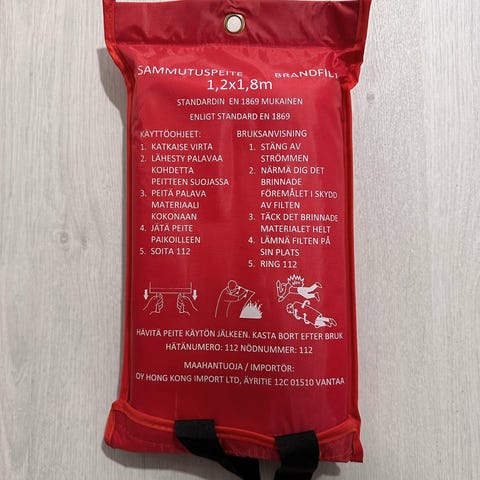 SAMMUTUSPEITE BRANDFILT
1,2x1,8m
STANDARDIN EN 1869 MUKAINEN
ENLIGT STANDARD EN 1869
KÄYTTÖOHJEET:
1. KATKAISE VIRTA
2. LÄHESTY PALAVAA
KOHDETTA
PEITTEEN SUOJASSA
3. PEITÄ PALAVA
MATERIAALI
KOKONAAN
4. JÄTÄ PEITE
PAIKOILLEEN
5. SOITA 112
BRUKSANVISNING
1. STÄNG AV
STRÖMMEN
2. NÄRMÄ DIG DET
BRINNADE
FÖREMÅLET I SKYDD
AV FILTEN
3. TÄCK DET BRINNADE
MATERIALET HELT
4. LÄMNÄ FILTEN PÅ
SIN PLATS
5. RING 112
HÄVITÄ PEITE KÄYTÖN JÄLKEEN. KASTA BORT EFTER BRUK
HÄTÄNUMERO: 112 NÖDNUMMER: 112
MAAHANTUOJA / IMPORTÖR:
OY HONG KONG IMPORT LTD, ÄYRITIE 12C 01510 VANTAA